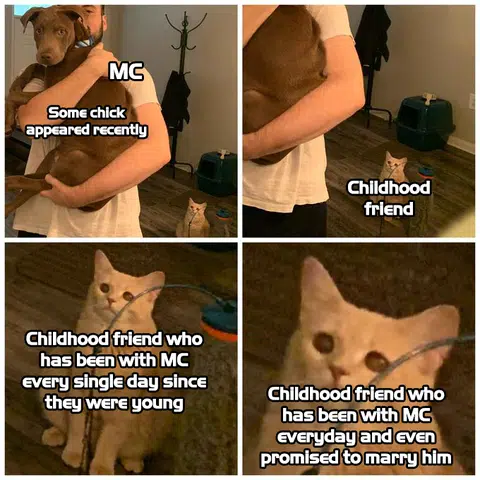 MC
Some chick
appeared recently
Childhood
friend
Childhood friend who
has been with MC
every single day since
they were young
Childhood friend who
has been with MC
everyday and even
promised to marry him